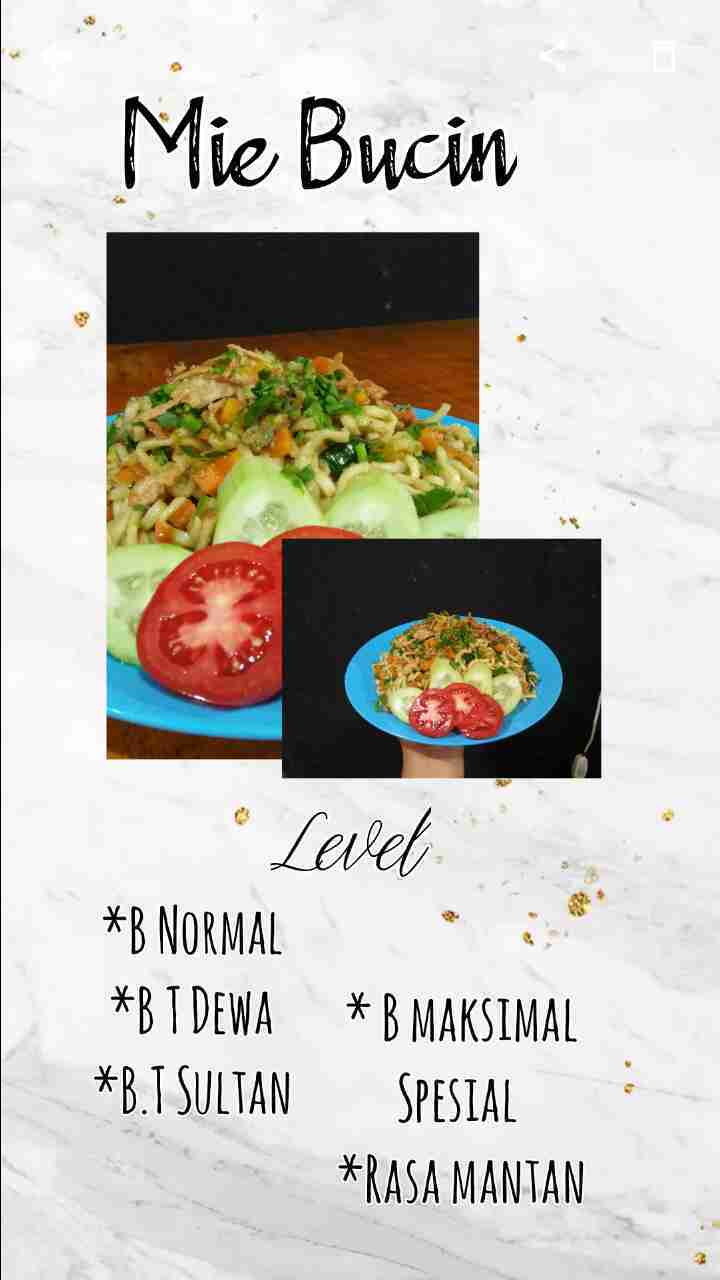 Mie Bucin
Level
*B Normal
*B T Dewa
*B.T Sultan
* B maksimal
Spesial
*Rasa mantan